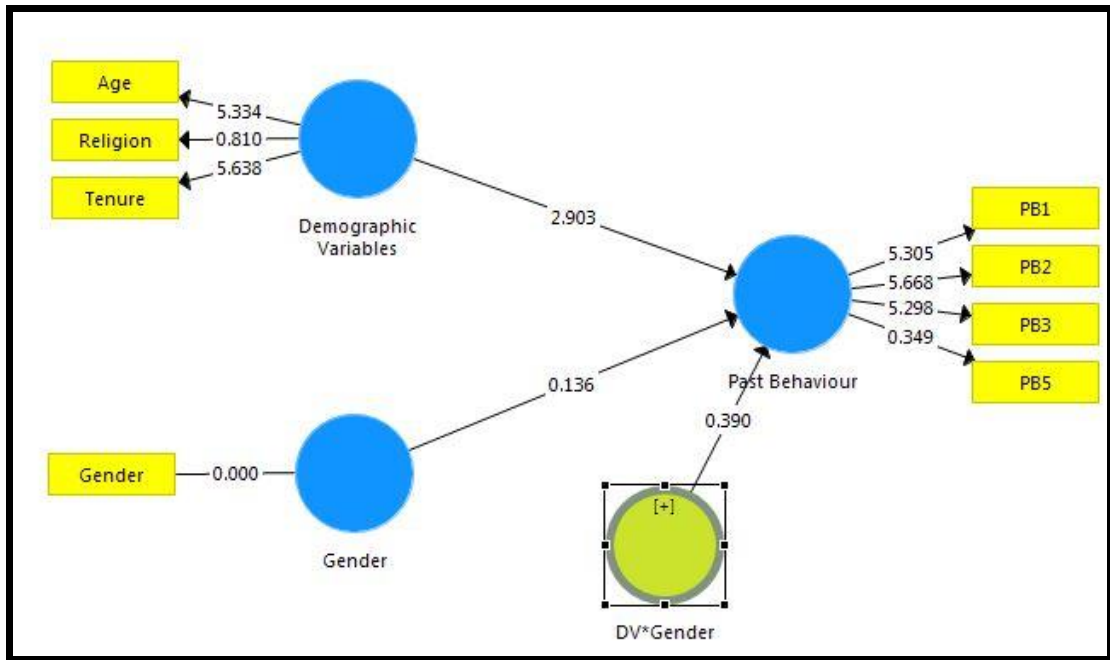 Age
5.334
Religion
0.810
5.638
Tenure
Demographic
Variables
2.903
PB1
5.305
PB2
5.668
5.298
PB3
0.349
PB5
Past Behaviour
0.136
0.390
Gender
0.000
Gender
[+]
DV*Gender